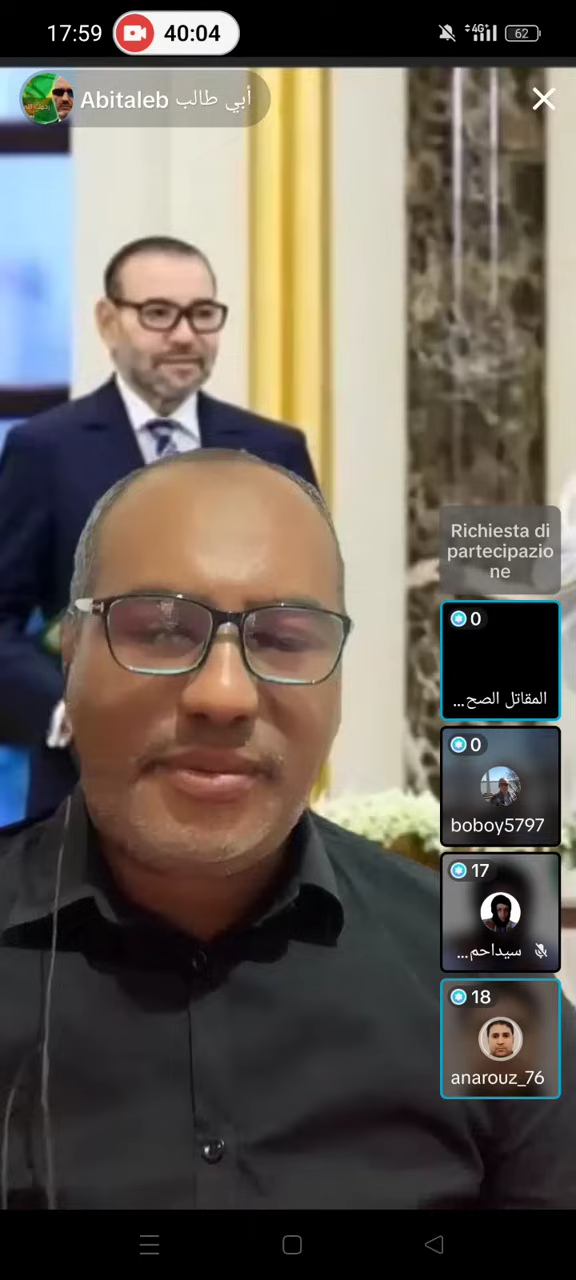 17:59
40:04
4G+
62
Abitaleb أبي طالب
Richiesta di
partecipazio
ne
0
المقاتل الصح...
0
boboy5797
17
سيداحم...
18
anarouz_76